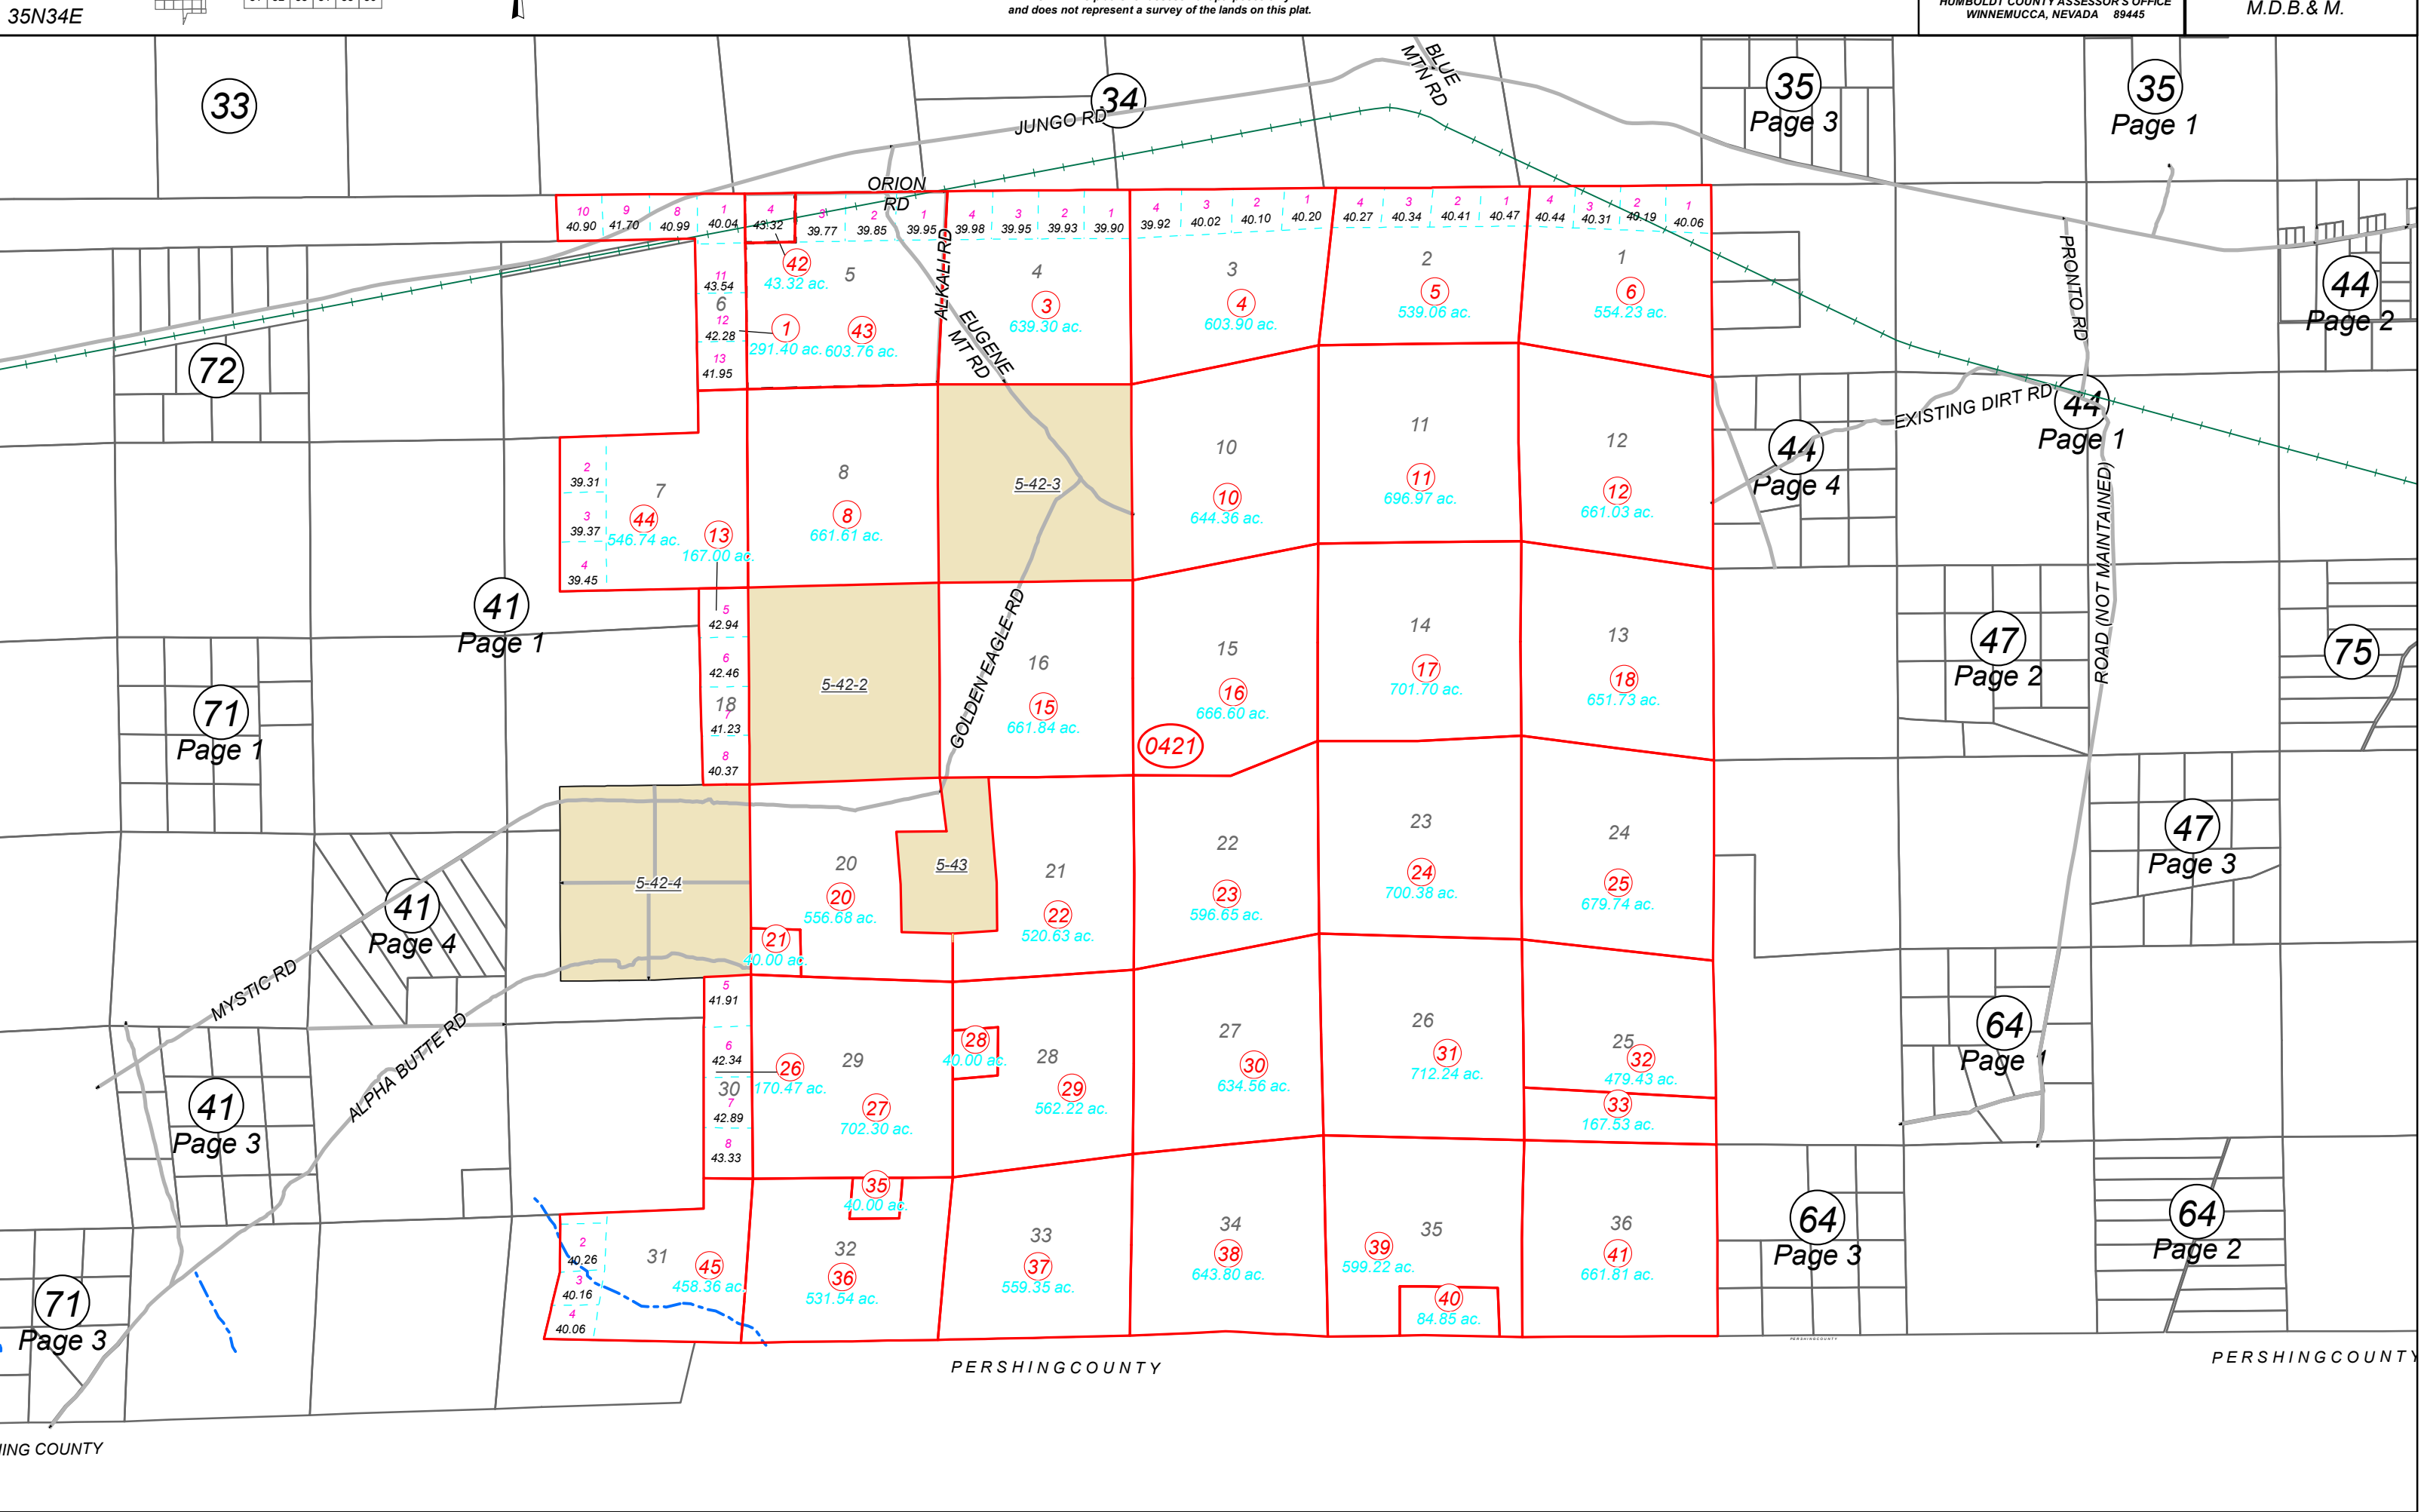 35N34E
and does not represent a survey of the lands on this plat.
HUMBOLDT COUNTY ASSESSOR'S OFFICE
WINNEMUCCA, NEVADA 89445
M.D.B.& M.
33
34
35
Page 3
35
Page 1
BLUE
MTN RD
JUNGO RD
ORION
RD
10
40.90
9
41.70
8
40.99
1
40.04
4
43.32
3
39.77
2
39.85
1
39.95
4
39.98
3
39.95
2
39.93
1
39.90
4
39.92
3
40.02
2
40.10
1
40.20
4
40.27
3
40.34
2
40.41
1
40.47
4
40.44
3
40.31
2
40.19
1
40.06
11
43.54
6
12
42.28
13
41.95
42
43.32 ac.
5
1
291.40 ac.
43
603.76 ac.
ALKALI RD
EUGENE
MT RD
4
3
639.30 ac.
3
4
603.90 ac.
2
5
539.06 ac.
1
6
554.23 ac.
PRONTO RD
44
Page 2
72
44
Page 1
EXISTING DIRT RD
44
Page 4
2
39.31
3
39.37
4
39.45
7
44
546.74 ac.
13
167.00 ac.
8
8
661.61 ac.
5-42-3
10
10
644.36 ac.
11
11
696.97 ac.
12
12
661.03 ac.
ROAD (NOT MAINTAINED)
41
Page 1
5
42.94
6
42.46
18
7
41.23
8
40.37
5-42-2
GOLDEN EAGLE RD
16
15
661.84 ac.
15
16
666.60 ac.
0421
14
17
701.70 ac.
13
18
651.73 ac.
47
Page 2
75
71
Page 1
5-42-4
20
20
556.68 ac.
21
40.00 ac.
5-43
21
22
520.63 ac.
22
23
596.65 ac.
23
24
700.38 ac.
24
25
679.74 ac.
47
Page 3
41
Page 4
MYSTIC RD
ALPHA BUTTE RD
5
41.91
6
42.34
30
7
42.89
8
43.33
26
170.47 ac.
29
27
702.30 ac.
28
40.00 ac.
28
29
562.22 ac.
27
30
634.56 ac.
26
31
712.24 ac.
25
32
479.43 ac.
33
167.53 ac.
64
Page 1
41
Page 3
2
40.26
3
40.16
4
40.06
31
45
458.36 ac.
35
40.00 ac.
32
36
531.54 ac.
33
37
559.35 ac.
34
38
643.80 ac.
35
39
599.22 ac.
40
84.85 ac.
36
41
661.81 ac.
64
Page 3
64
Page 2
71
Page 3
PERSHING COUNTY
PERSHING COUNTY
PERSHING COUNTY
ING COUNTY